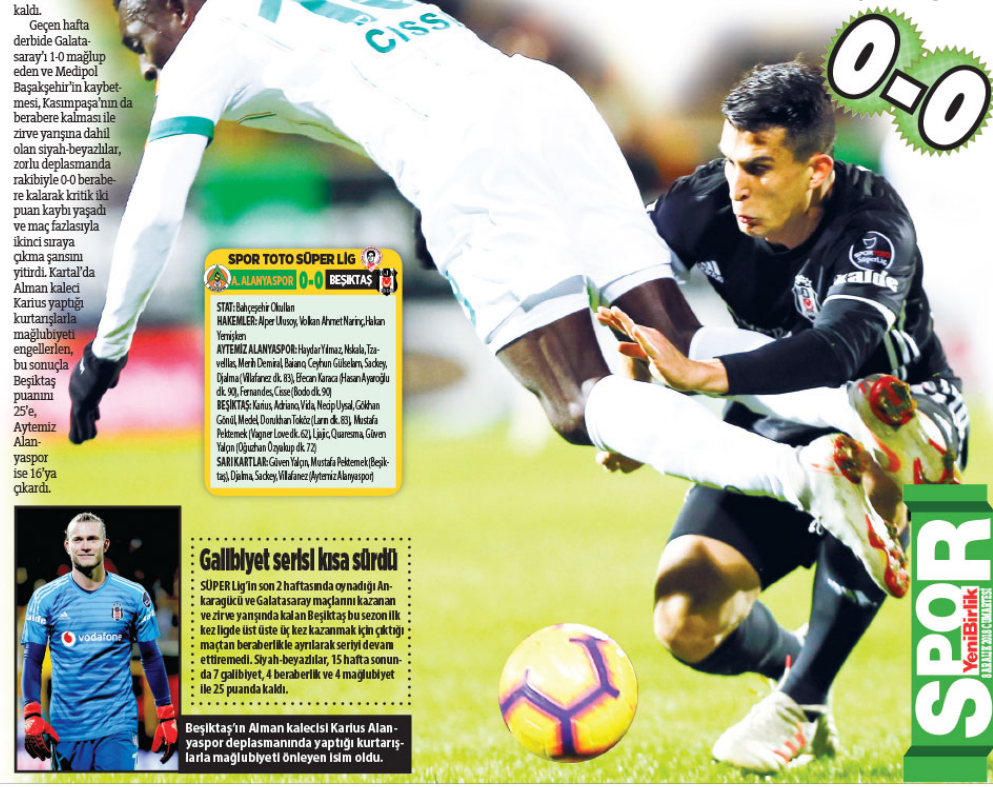 kaldı.
Geçen hafta
derbide Galata-
saray'ı 1-0 mağlup
eden ve Medipol
Başakşehir'in kaybet-
mesi, Kasımpaşa'nın da
berabere kalması ile
zirve yarışına dahil
olan siyah-beyazlılar,
zorlu deplasmanda
rakibiyle 0-0 berabe-
re kalarak kritik iki
puan kaybı yaşadı
ve maç fazlasıyla
ikinci sıraya
çıkma şansını
yitirdi. Kartal'da
Alman kaleci
Karius yaptığı
kurtarışlarla
mağlubiyeti
engellerlen,
bu sonuçla
Beşiktaş
puanını
25'e,
Aytemiz
Alan-
yaspor
ise 16'ya
çıkardı.
CISS
0-0
kalde
SPOR TOTO SÜPER LİG
A. ALANYASPOR 0-0 BEŞİKTAŞ
STAT: Bahçeşehir Okulları
HAKEMLER: Alper Ulusoy, Volkan Ahmet Narinç, Hakan
Yemişken
AYTEMİZ ALANYASPOR: Haydar Yılmaz, Nskala, Tza-
vellas, Merih Demiral, Baiano, Ceyhun Gülselam, Sackey,
Djalma (Villafanez dk. 83), Efecan Karaca (Hasan Ayaroğlu
dk. 90), Fernandes, Cisse (Bodo dk. 90)
BEŞİKTAŞ: Karius, Adriano, Vida, Necip Uysal, Gökhan
Gönül, Medel, Dorukhan Toköz (Larin dk. 83), Mustafa
Pektemek (Vagner Love dk. 62), Ljajic, Quaresma, Güven
Yalçın (Oğuzhan Özyakup dk. 72)
SARI KARTLAR: Güven Yalçın, Mustafa Pektemek (Beşik-
taş), Djalma, Sackey, Villafanez (Aytemiz Alanyaspor)
vodafone
Galibiyet serisi kısa sürdü
SÜPER Lig'in son 2 haftasında oynadığı An-
karagücü ve Galatasaray maçlarını kazanan
ve zirve yarışında kalan Beşiktaş bu sezon ilk
kez ligde üst üste üç kez kazanmak için çıktığı
maçtan beraberlikle ayrılarak seriyi devam
ettiremedi. Siyah-beyazlılar, 15 hafta sonun-
da 7 galibiyet, 4 beraberlik ve 4 mağlubiyet
ile 25 puanda kaldı.
Beşiktaş'ın Alman kalecisi Karius Alan-
yaspor deplasmanında yaptığı kurtarış-
larla mağlubiyeti önleyen isim oldu.
SPOR
YeniBirlik
8 ARALIK 2018 CUMARTESİ